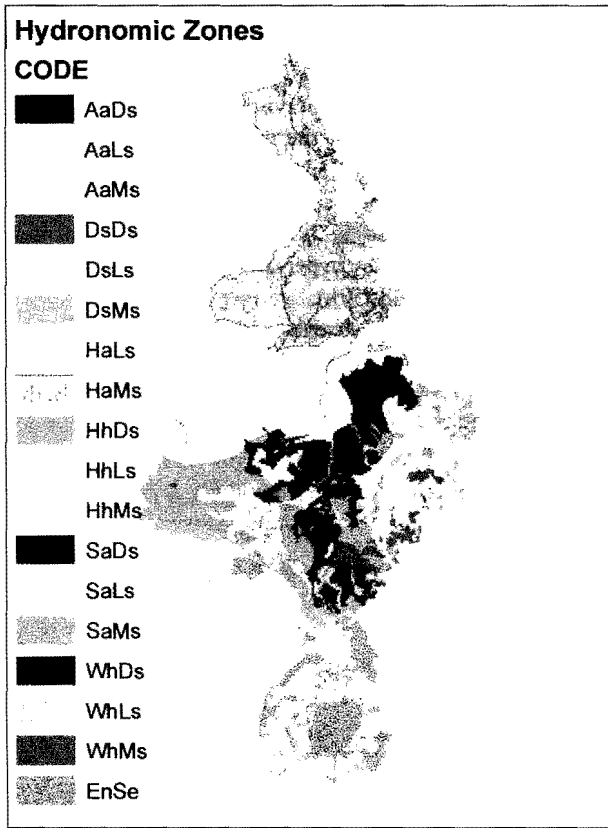 Hydronomic Zones
CODE
AaDs
AaLs
AaMs
DsDs
DsLs
DsMs
HaLs
HaMs
HhDs
HhLs
HhMs
SaDs
SaLs
SaMs
WhDs
WhLs
WhMs
EnSe